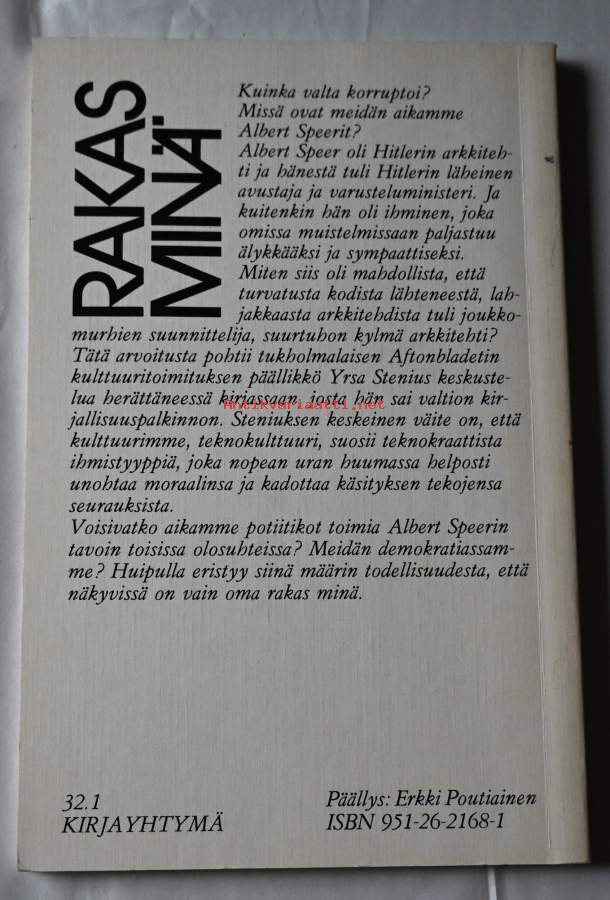 RAKAS
MINÄ
Kuinka valta korruptoi?
Missä ovat meidän aikamme
Albert Speerit?
Albert Speer oli Hitlerin arkkiteh-
ti ja hänestä tuli Hitlerin läheinen
avustaja ja varusteluministeri. Ja
kuitenkin hän oli ihminen, joka
omissa muistelmissaan paljastuu
älykkääksi ja sympaattiseksi.
Miten siis oli mahdollista, että
turvatusta kodista lähteneestä, lah-
jakkaasta arkkitehdista tuli joukko-
murhien suunnittelija, suurtuhon kylmä arkkitehti?
Tätä arvoitusta pohtii tukholmalaisen Aftonbladetin
kulttuuritoimituksen päällikkö Yrsa Stenius keskuste-
lua herättäneessä kirjassaan, josta hän sai valtion kir-
Antikvariaatti.net
jallisuuspalkinnon. Steniuksen keskeinen väite on, että
kulttuurimme, teknokulttuuri, suosii teknokraattista
ihmistyyppiä, joka nopean uran huumassa helposti
unohtaa moraalinsa ja kadottaa käsityksen tekojensa
seurauksista.
Voisivatko aikamme potiitikot toimia Albert Speerin
tavoin toisissa olosuhteissa? Meidän demokratiassam-
me? Huipulla eristyy siinä määrin todellisuudesta, että
näkyvissä on vain oma rakas minä.
32.1
KIRJAYHTYMÄ
Päällys: Erkki Poutiainen
ISBN 951-26-2168-1